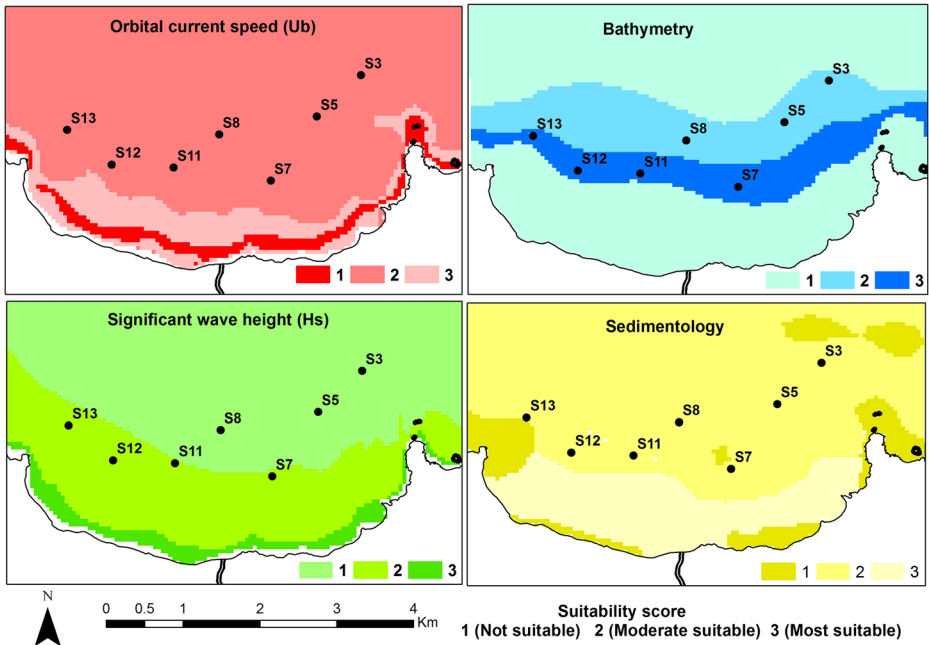 Orbital current speed (Ub)
S3
S5
S8
S13
S12
S11
S7
1 2 3
Bathymetry
S3
S5
S8
S13
S12
S11
S7
1 2 3
Significant wave height (Hs)
S3
S5
S8
S13
S12
S11
S7
1 2 3
Sedimentology
S3
S5
S8
S13
S12
S11
S7
1 2 3
N
0 0.5 1 2 3 4
Km
Suitability score
1 (Not suitable) 2 (Moderate suitable) 3 (Most suitable)